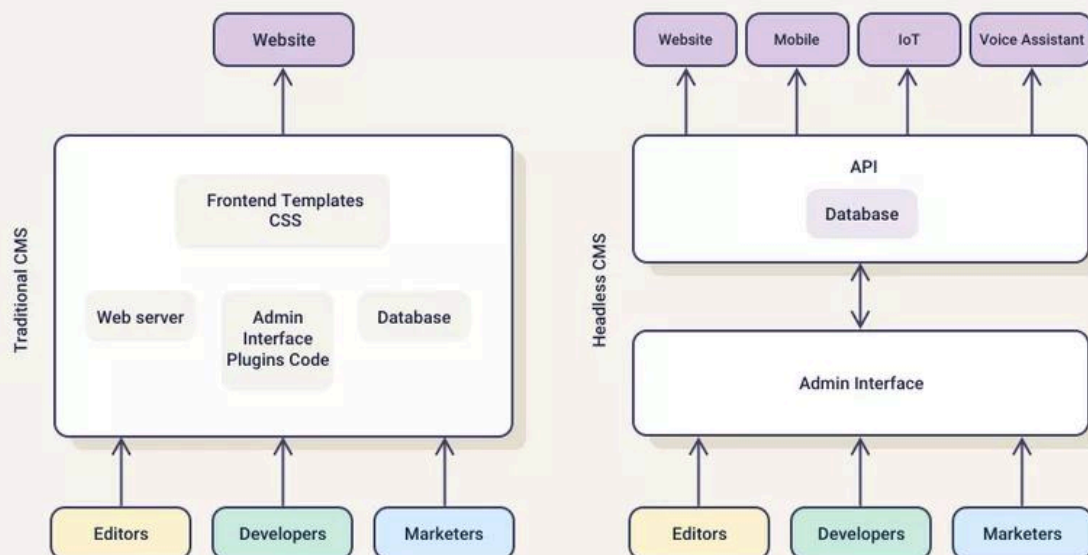 Website
Traditional CMS
Frontend Templates
CSS
Web server
Admin
Interface
Plugins Code
Database
Editors
Developers
Marketers
Website
Mobile
IoT
Voice Assistant
Headless CMS
API
Database
Admin Interface
Editors
Developers
Marketers